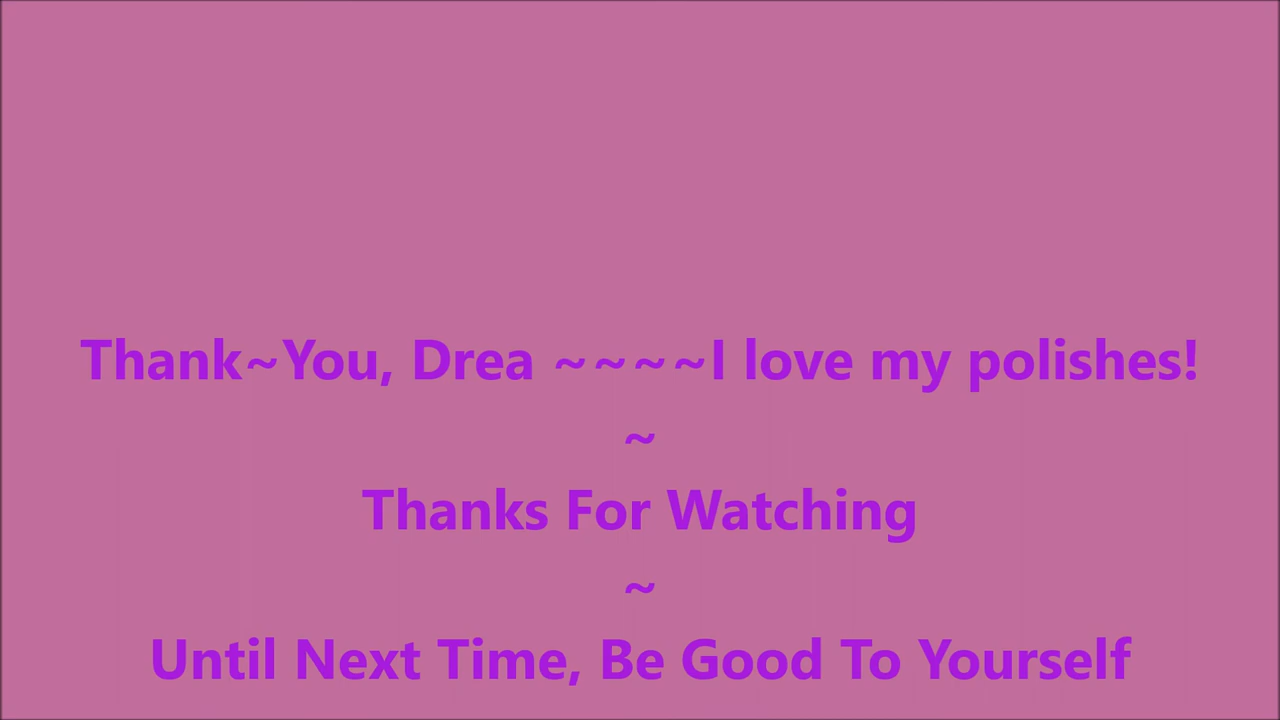 Thank~You, Drea ~~~~I love my polishes!
~
Thanks For Watching
~
Until Next Time, Be Good To Yourself